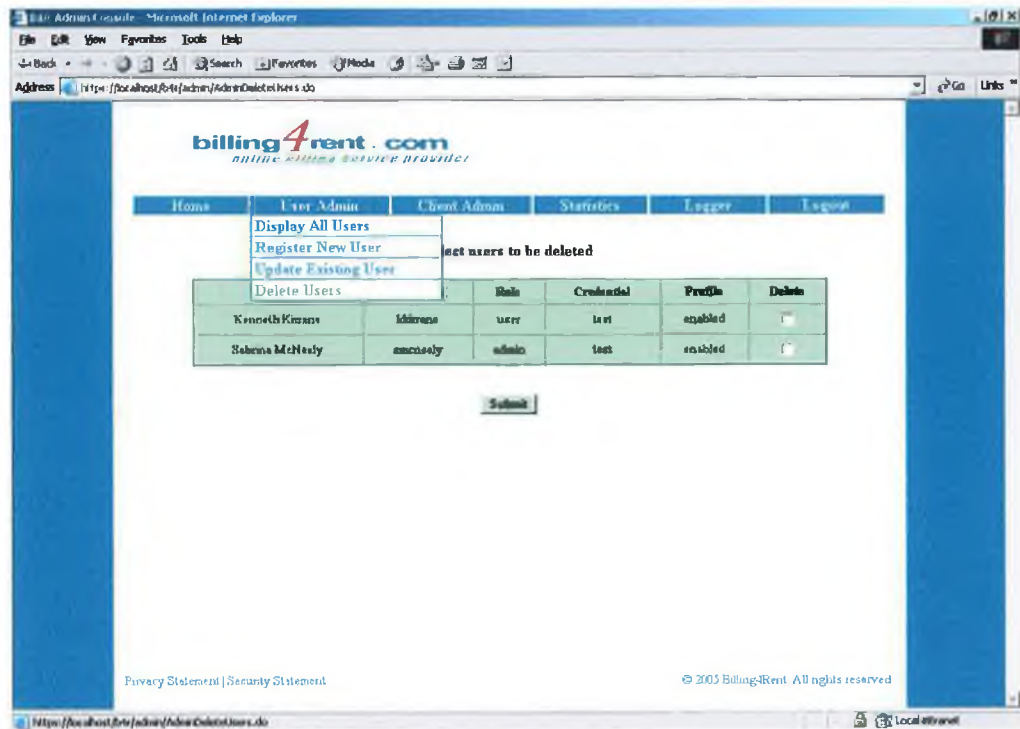 B4R Admin Console - Microsoft Internet Explorer
File Edit View Favorites Tools Help
Back Search Favorites Media
Address https://localhost/b4r/admin/AdminDeleteUsers.do Go Links »
billing4rent.com
online billing service provider
Home User Admin Client Admin Statistics Logger Logout
Display All Users
Register New User
Update Existing User
Delete Users
lect users to be deleted
Role Credential Profile Delete
Kenneth Kirrane kkirrane user test enabled
Sabrina McNeely smcneely admin test enabled
Submit
Privacy Statement | Security Statement
© 2005 Billing4Rent. All rights reserved
https://localhost/b4r/admin/AdminDeleteUsers.do Local intranet